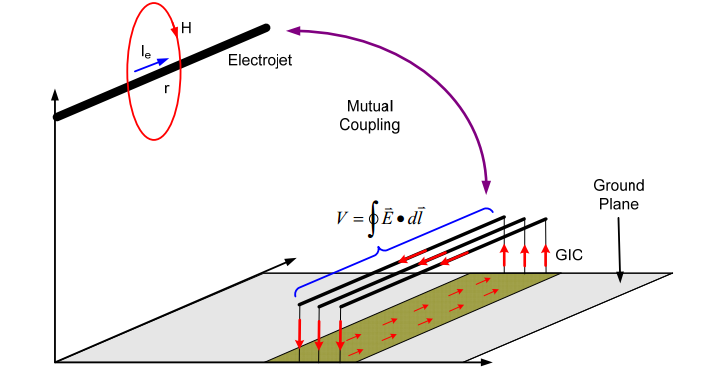 H
Iₑ
Electrojet
r
Mutual
Coupling
V = ∮ E⃗ • dl⃗
Ground
Plane
GIC